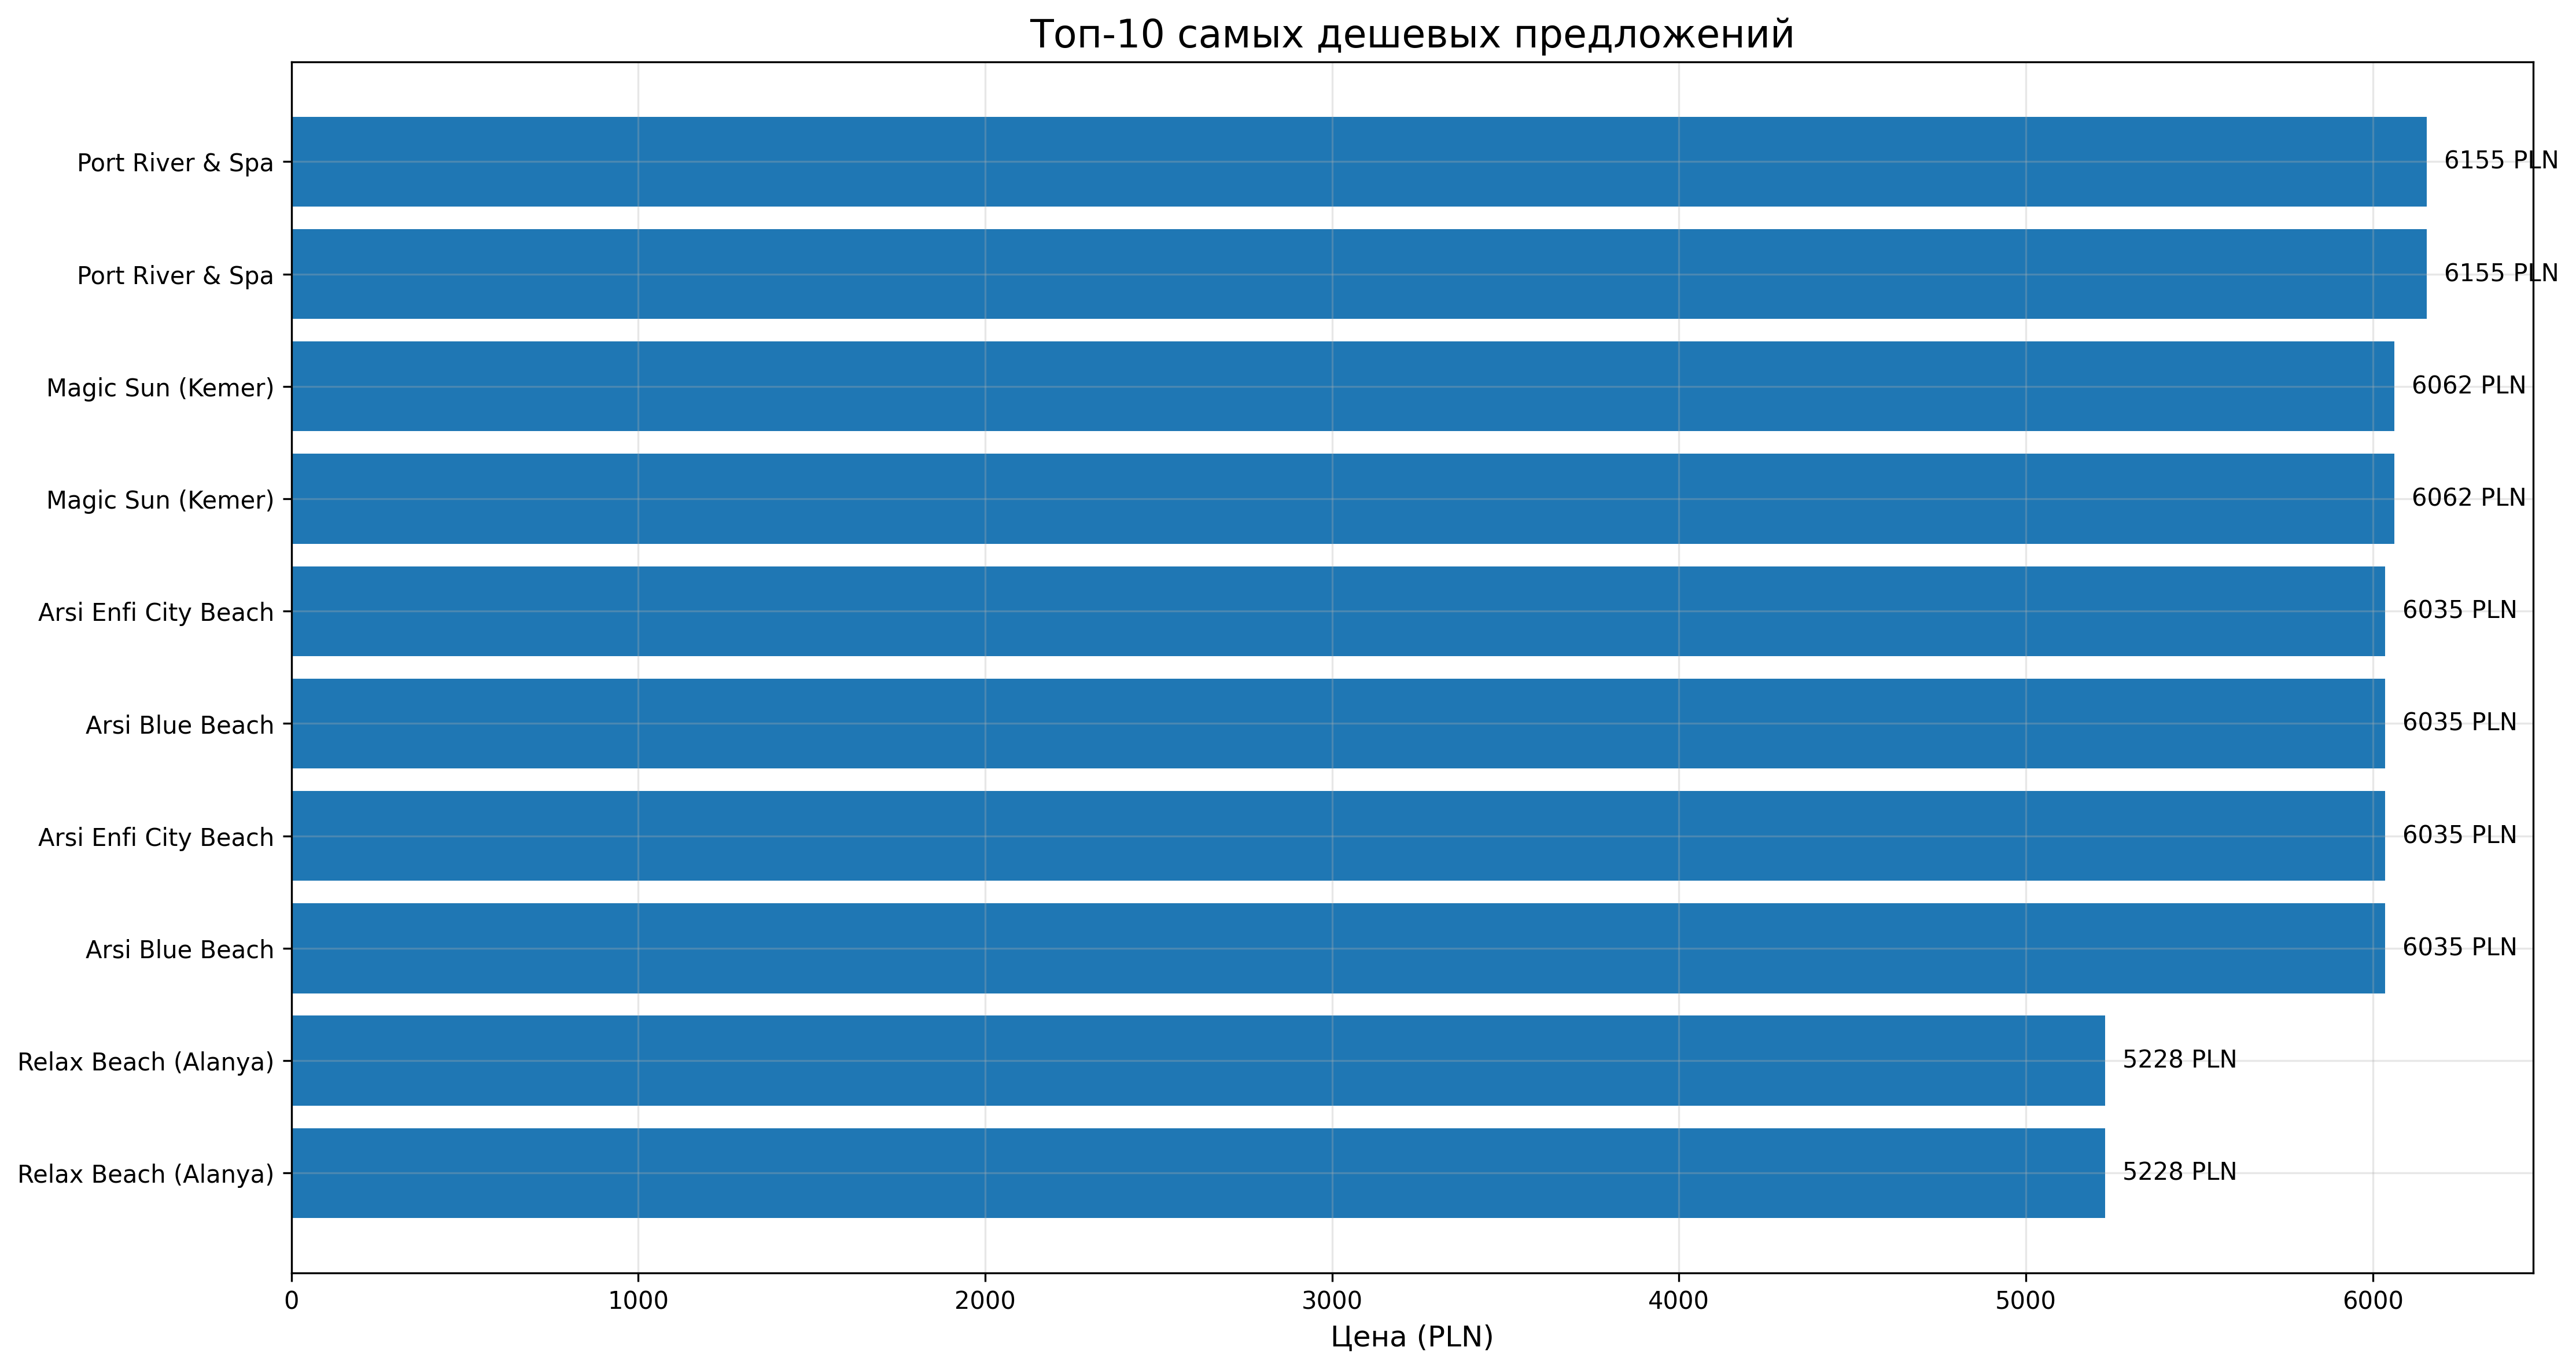 Топ-10 самых дешевых предложений
Port River & Spa
6155 PLN
Port River & Spa
6155 PLN
Magic Sun (Kemer)
6062 PLN
Magic Sun (Kemer)
6062 PLN
Arsi Enfi City Beach
6035 PLN
Arsi Blue Beach
6035 PLN
Arsi Enfi City Beach
6035 PLN
Arsi Blue Beach
6035 PLN
Relax Beach (Alanya)
5228 PLN
Relax Beach (Alanya)
5228 PLN
0 1000 2000 3000 4000 5000 6000
Цена (PLN)